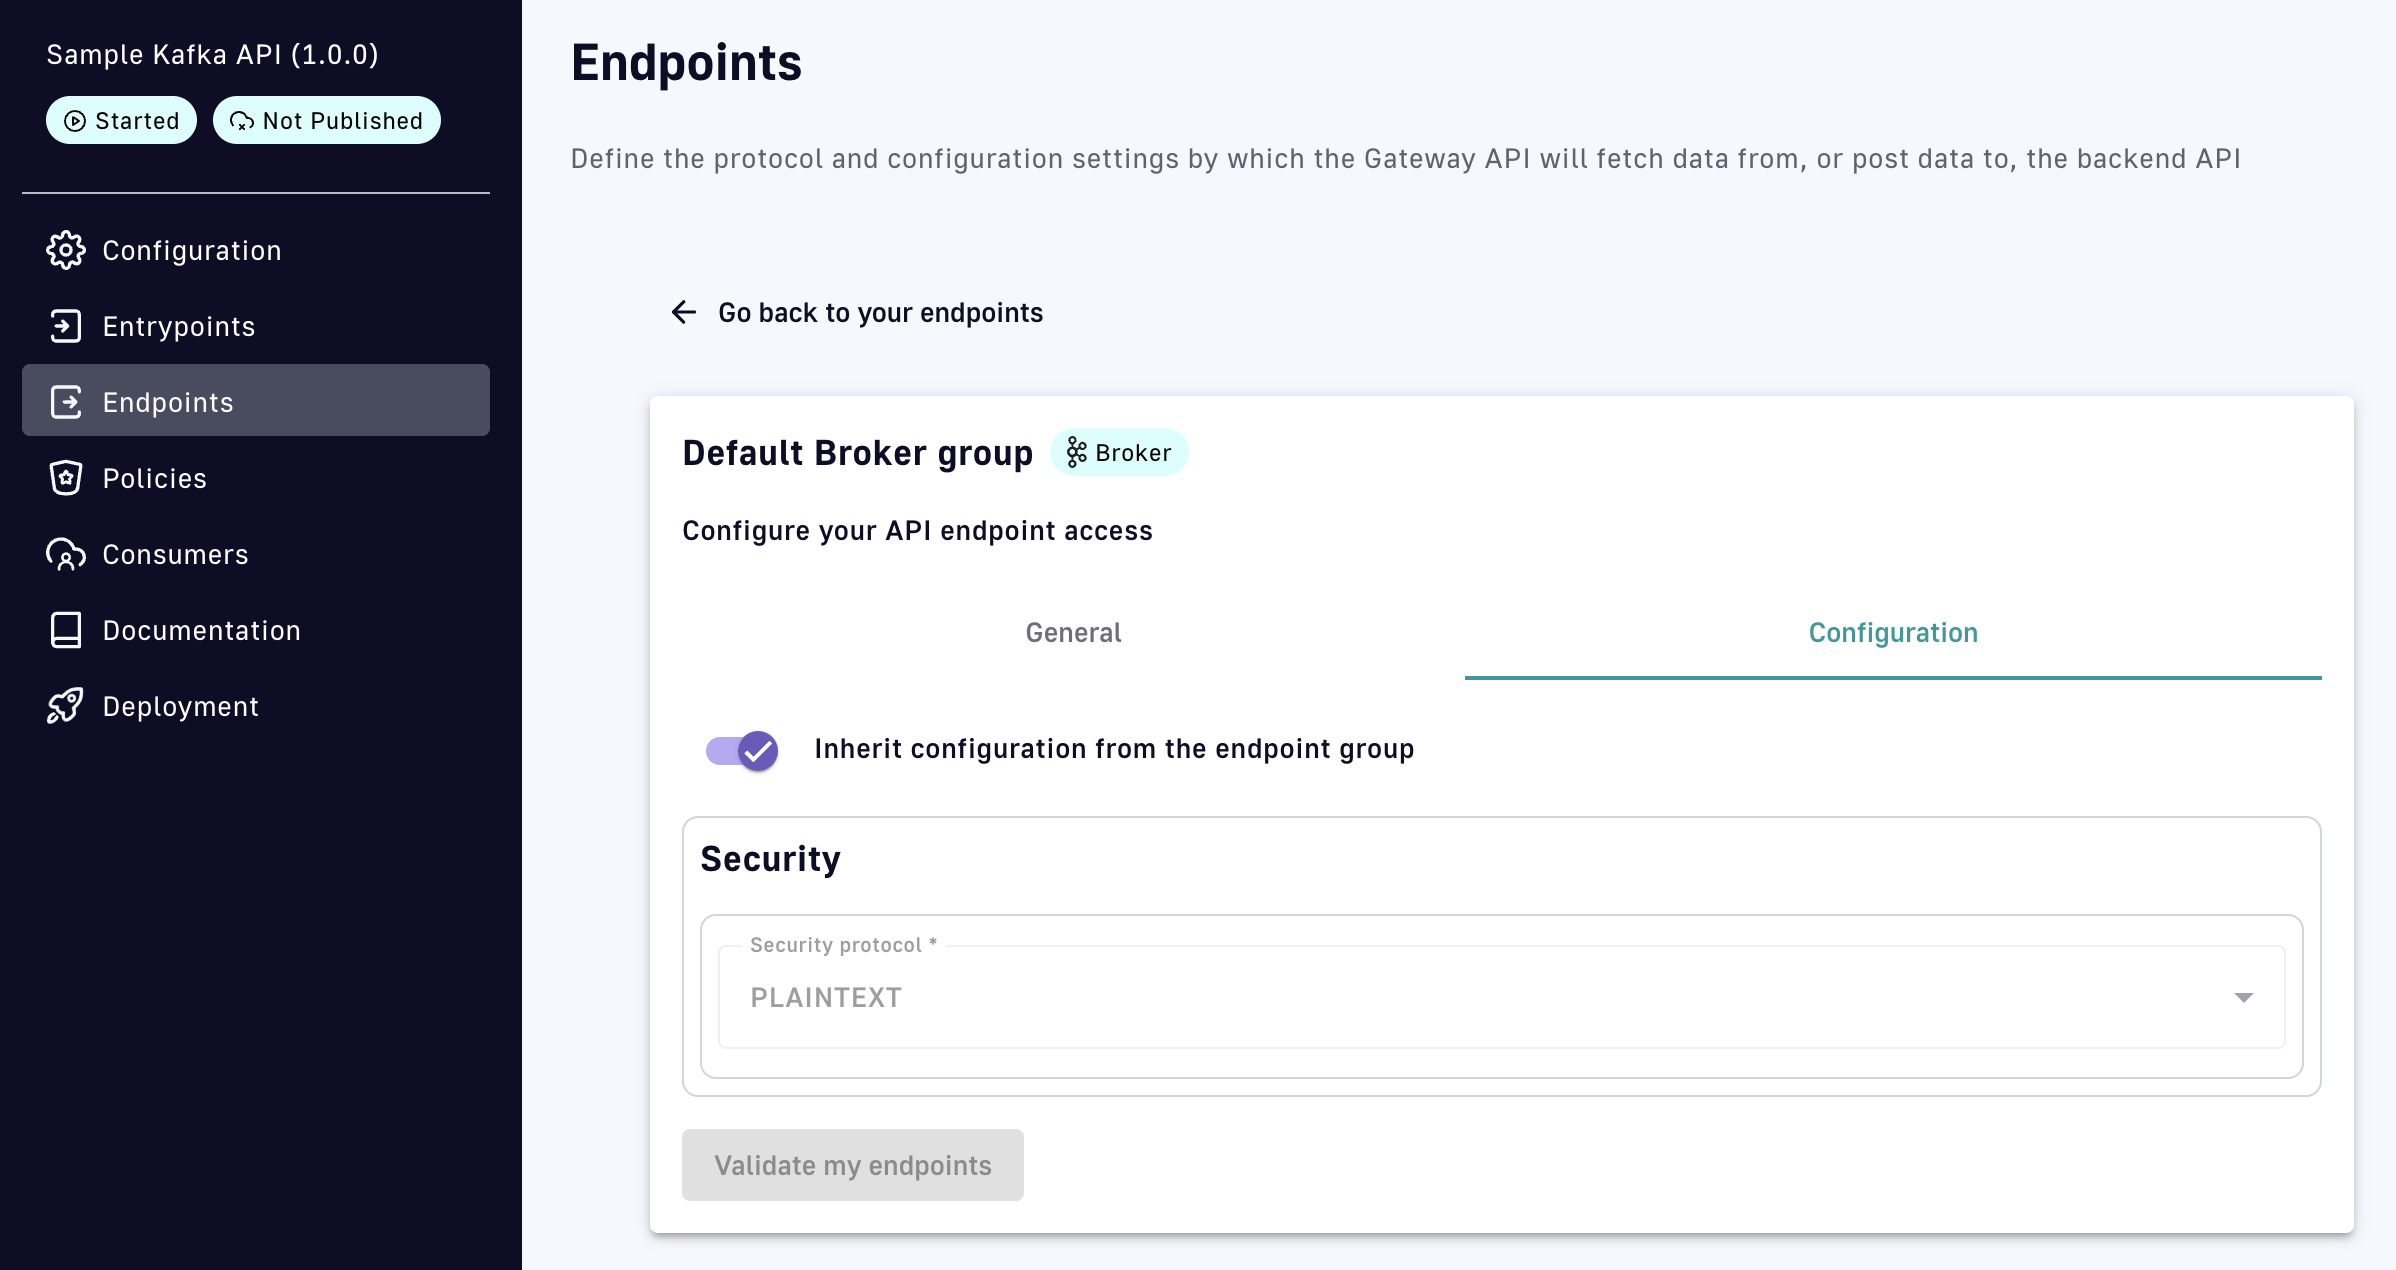 Sample Kafka API (1.0.0)
Started
Not Published
Configuration
Entrypoints
Endpoints
Policies
Consumers
Documentation
Deployment
Endpoints
Define the protocol and configuration settings by which the Gateway API will fetch data from, or post data to, the backend API
Go back to your endpoints
Default Broker group
Broker
Configure your API endpoint access
General
Configuration
Inherit configuration from the endpoint group
Security
Security protocol *
PLAINTEXT
Validate my endpoints